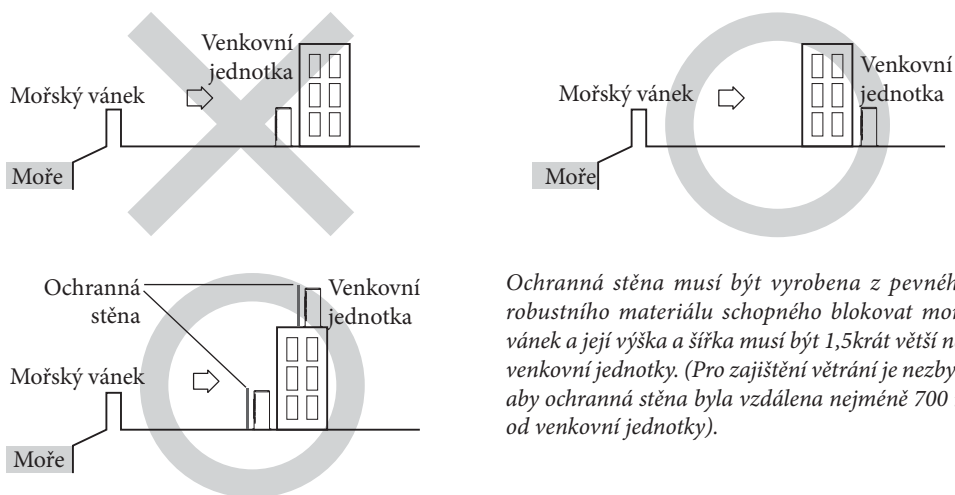 Venkovní
jednotka
Mořský vánek
Moře
Venkovní
jednotka
Mořský vánek
Moře
Ochranná
stěna
Venkovní
jednotka
Mořský vánek
Moře
Ochranná stěna musí být vyrobena z
robustního materiálu schopného blokovat
vánek a její výška a šířka musí být 1,5krát větší
venkovní jednotky. (Pro zajištění větrání je
aby ochranná stěna byla vzdálena nejméně 700
od venkovní jednotky).